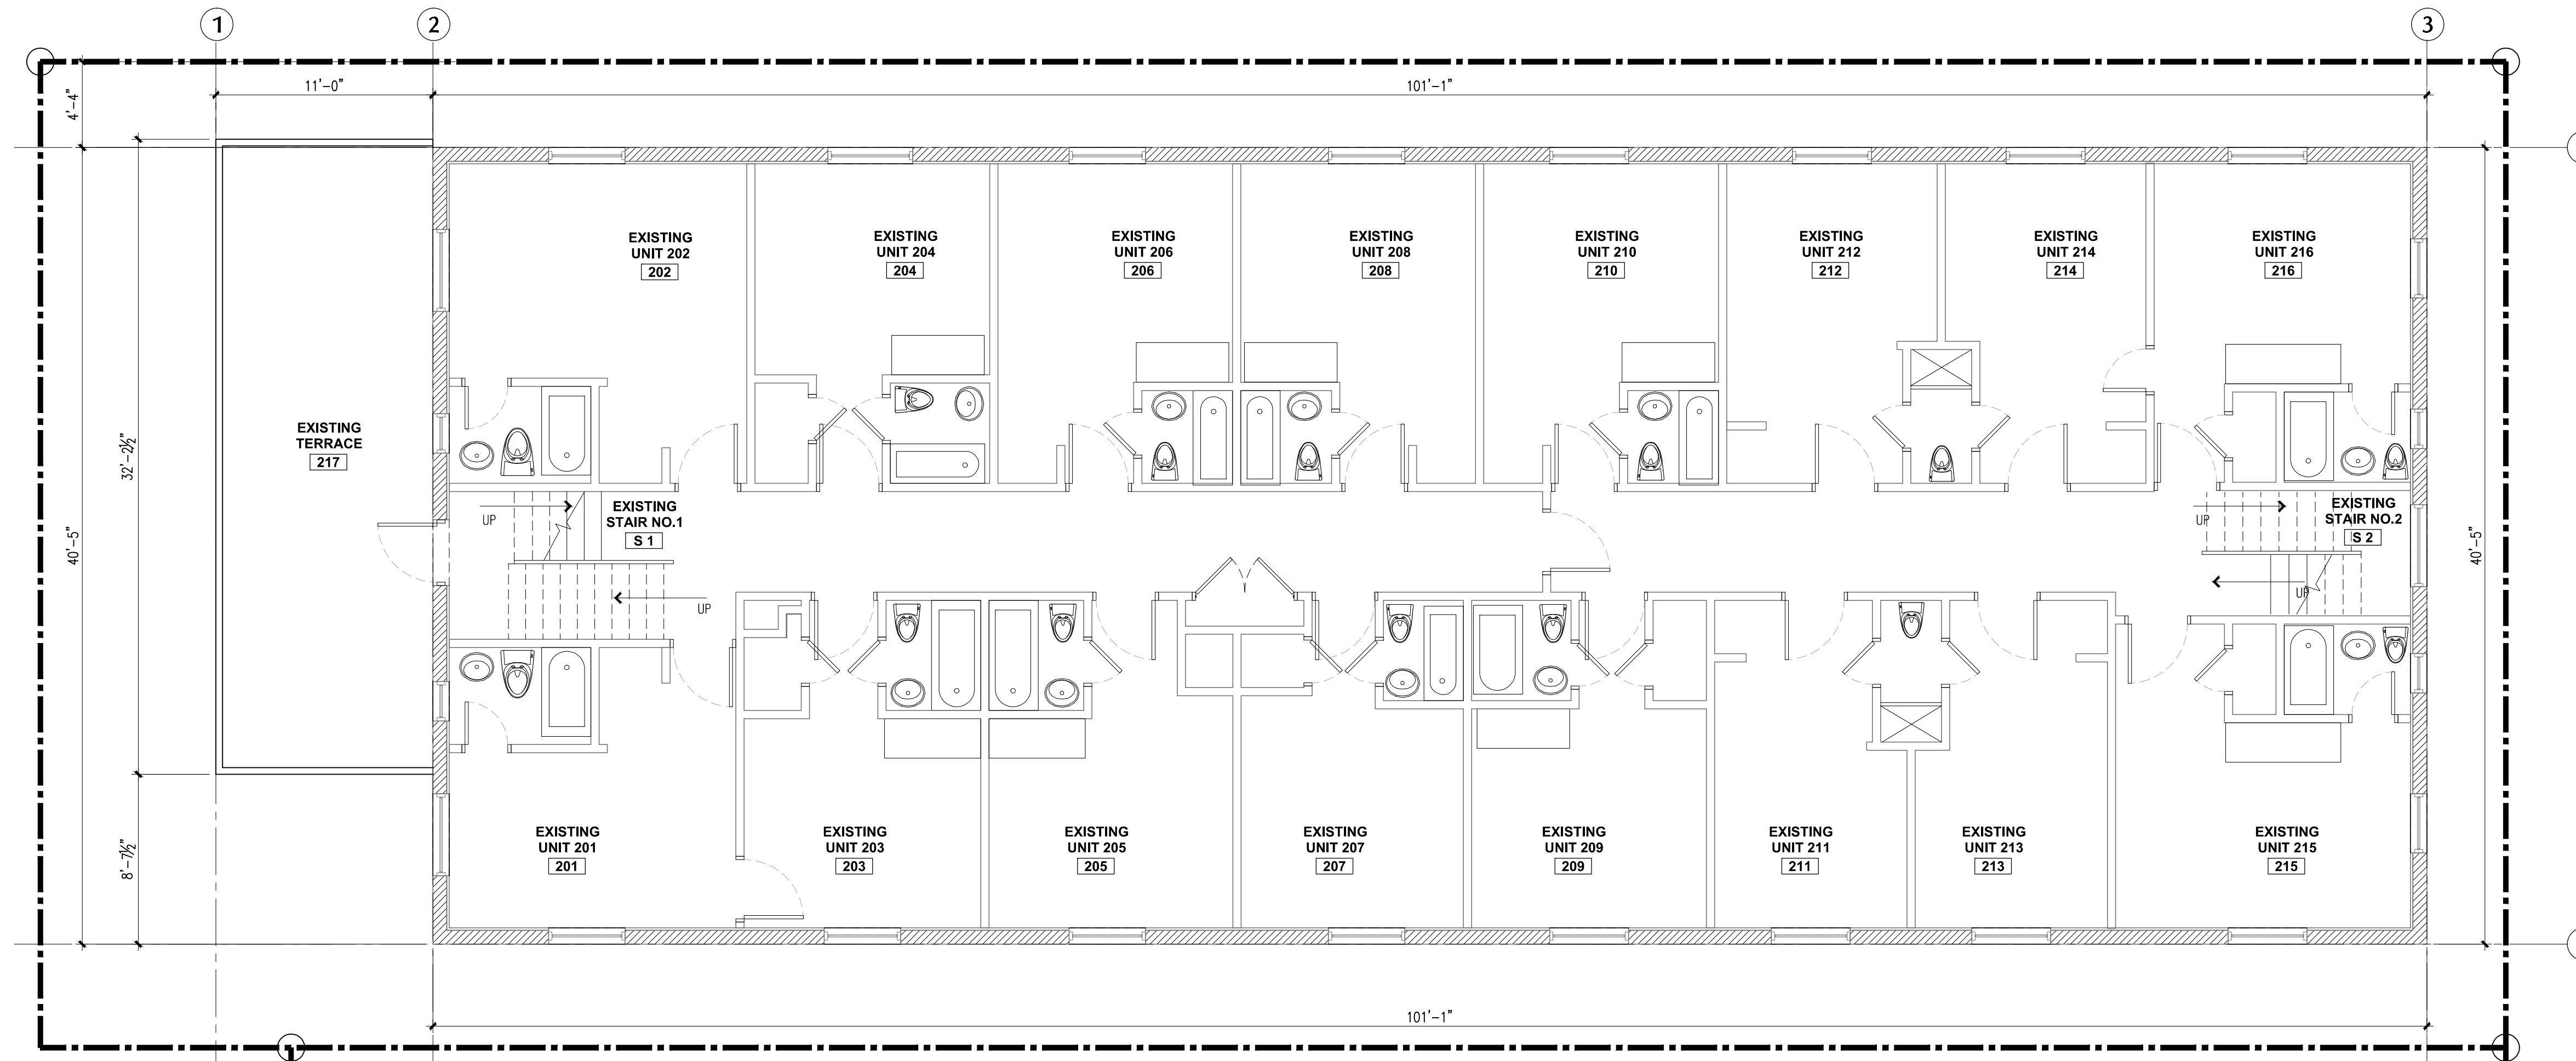 1
2
3
11'-0"
101'-1"
4'-4"
32'-2½"
40'-5"
8'-7½"
40'-5"
EXISTING
UNIT 202
202
EXISTING
UNIT 204
204
EXISTING
UNIT 206
206
EXISTING
UNIT 208
208
EXISTING
UNIT 210
210
EXISTING
UNIT 212
212
EXISTING
UNIT 214
214
EXISTING
UNIT 216
216
EXISTING
TERRACE
217
UP
EXISTING
STAIR NO.1
S 1
UP
UP
EXISTING
STAIR NO.2
S 2
UP
EXISTING
UNIT 201
201
EXISTING
UNIT 203
203
EXISTING
UNIT 205
205
EXISTING
UNIT 207
207
EXISTING
UNIT 209
209
EXISTING
UNIT 211
211
EXISTING
UNIT 213
213
EXISTING
UNIT 215
215
101'-1"